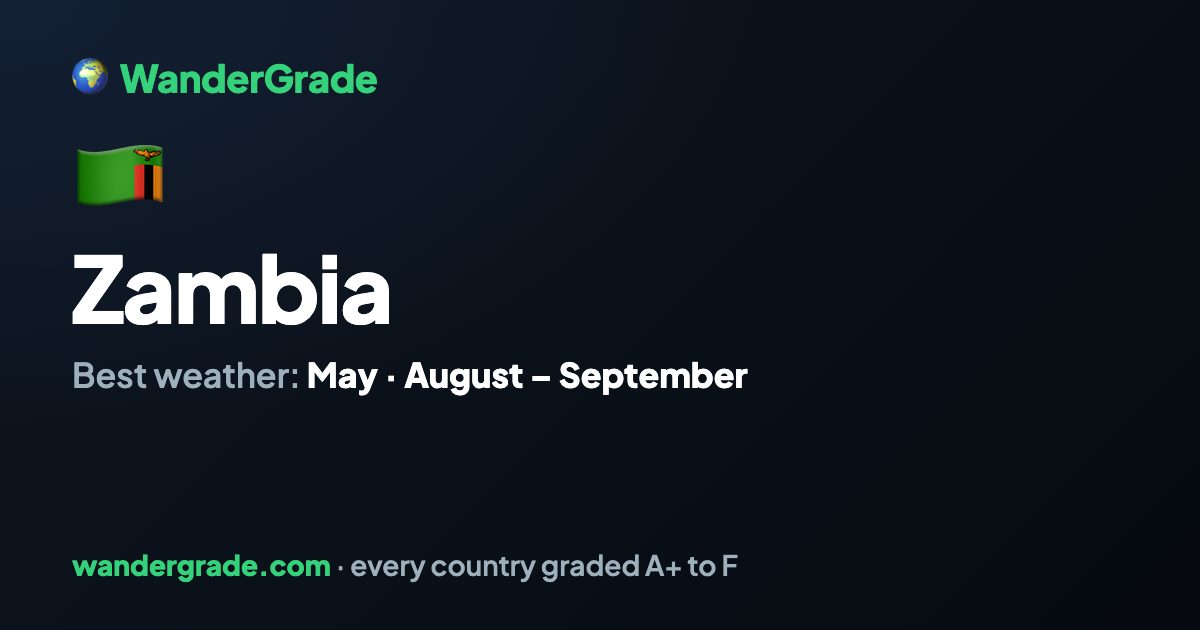 WanderGrade
Zambia
Best weather: May · August – September
wandergrade.com · every country graded A+ to F